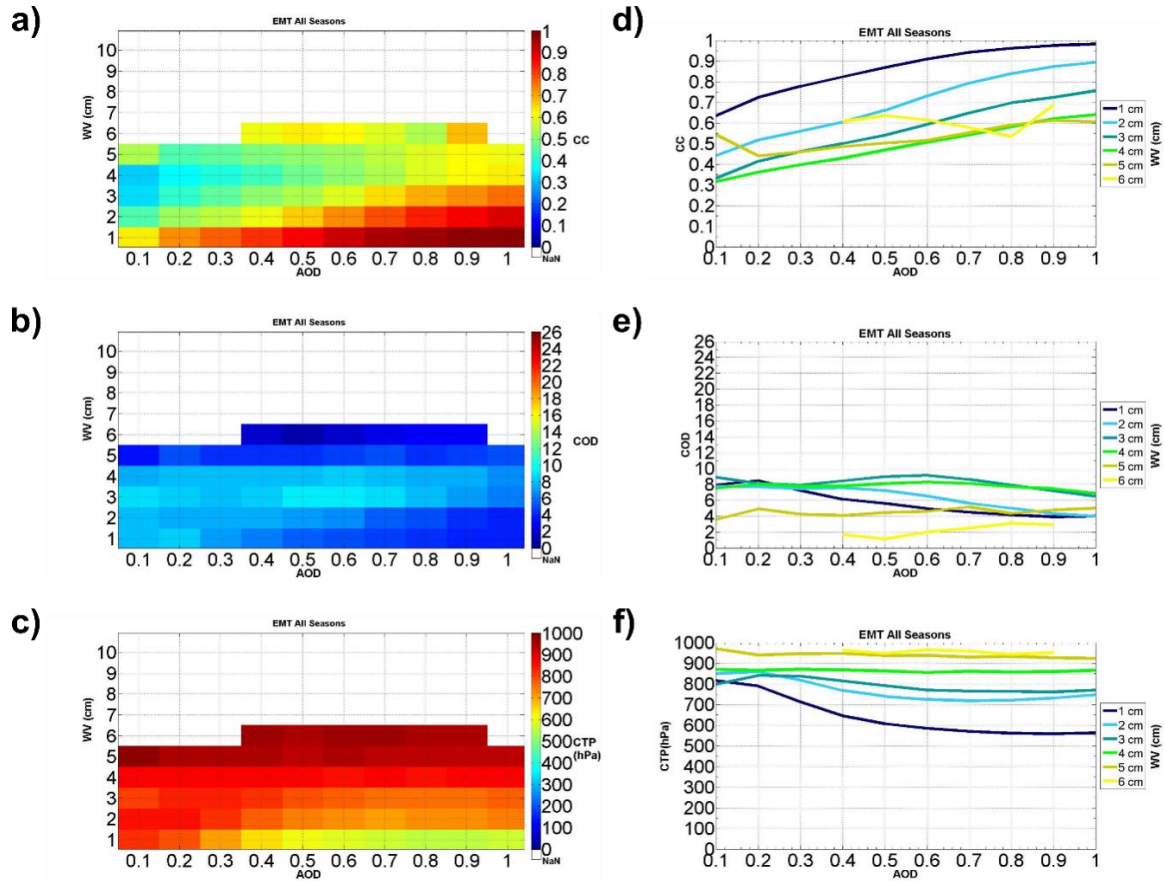 a)
EMT All Seasons
WV (cm)
10
9
8
7
6
5
4
3
2
1
0.1 0.2 0.3 0.4 0.5 0.6 0.7 0.8 0.9 1
AOD
1
0.9
0.8
0.7
0.6
0.5
0.4
0.3
0.2
0.1
0
NaN
CC
d)
EMT All Seasons
CC
1
0.9
0.8
0.7
0.6
0.5
0.4
0.3
0.2
0.1
0
0.1 0.2 0.3 0.4 0.5 0.6 0.7 0.8 0.9 1
AOD
1 cm
2 cm
3 cm
4 cm
5 cm
6 cm
WV (cm)
b)
EMT All Seasons
WV (cm)
10
9
8
7
6
5
4
3
2
1
0.1 0.2 0.3 0.4 0.5 0.6 0.7 0.8 0.9 1
AOD
26
24
22
20
18
16
14
12
10
8
6
4
2
0
NaN
COD
e)
EMT All Seasons
COD
26
24
22
20
18
16
14
12
10
8
6
4
2
0
0.1 0.2 0.3 0.4 0.5 0.6 0.7 0.8 0.9 1
AOD
1 cm
2 cm
3 cm
4 cm
5 cm
6 cm
WV (cm)
c)
EMT All Seasons
WV (cm)
10
9
8
7
6
5
4
3
2
1
0.1 0.2 0.3 0.4 0.5 0.6 0.7 0.8 0.9 1
AOD
1000
900
800
700
600
500
400
300
200
100
0
NaN
CTP
(hPa)
f)
EMT All Seasons
CTP(hPa)
1000
900
800
700
600
500
400
300
200
100
0
0.1 0.2 0.3 0.4 0.5 0.6 0.7 0.8 0.9 1
AOD
1 cm
2 cm
3 cm
4 cm
5 cm
6 cm
WV (cm)